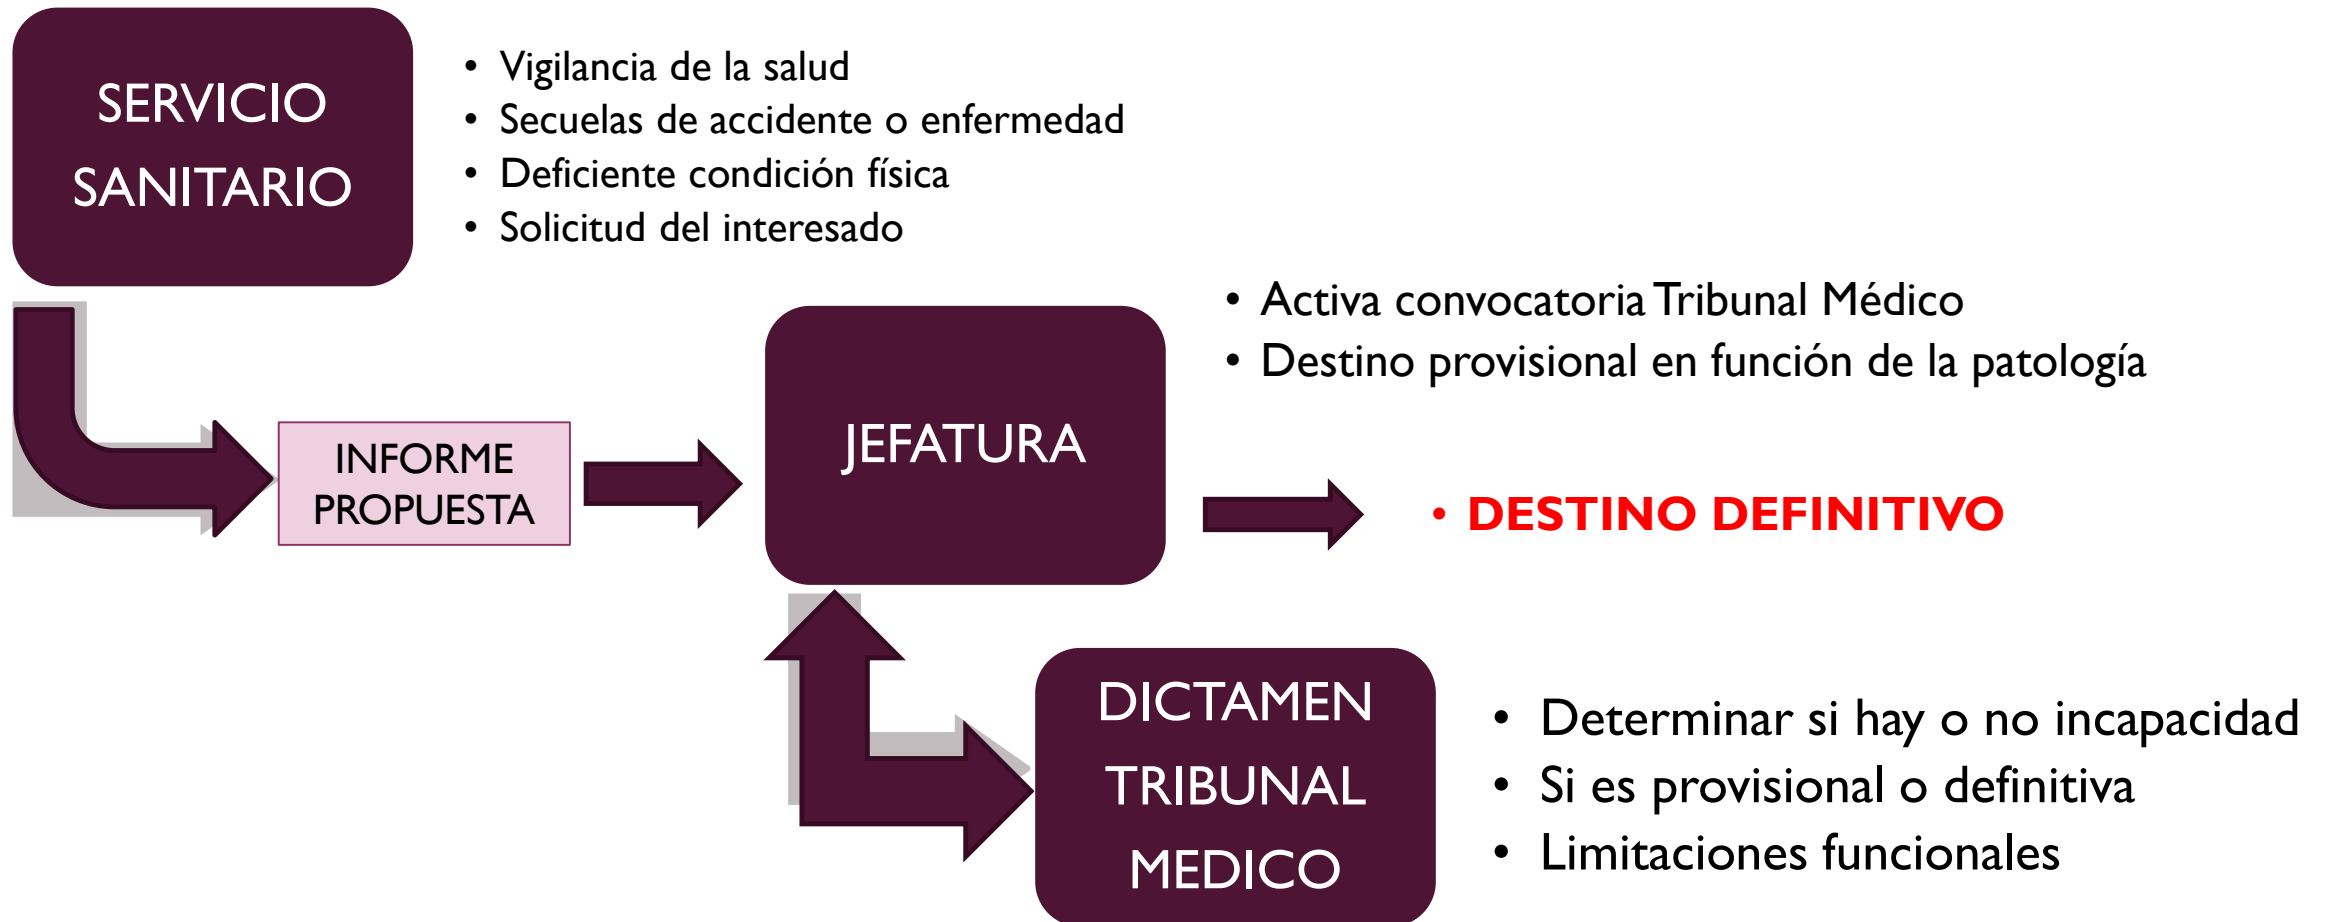 SERVICIO
SANITARIO
• Vigilancia de la salud
• Secuelas de accidente o enfermedad
• Deficiente condición física
• Solicitud del interesado
INFORME
PROPUESTA
JEFATURA
• Activa convocatoria Tribunal Médico
• Destino provisional en función de la patología
• DESTINO DEFINITIVO
DICTAMEN
TRIBUNAL
MEDICO
• Determinar si hay o no incapacidad
• Si es provisional o definitiva
• Limitaciones funcionales